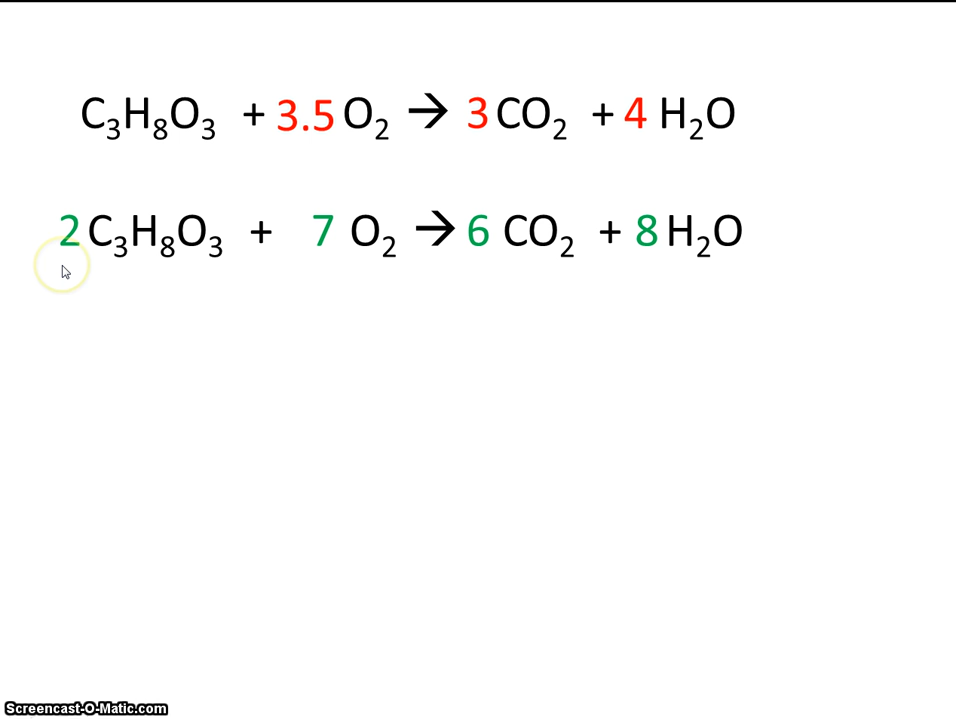 C₃H₈O₃ + 3.5 O₂ → 3 CO₂ + 4 H₂O
2 C₃H₈O₃ + 7 O₂ → 6 CO₂ + 8 H₂O
Screencast-O-Matic.com